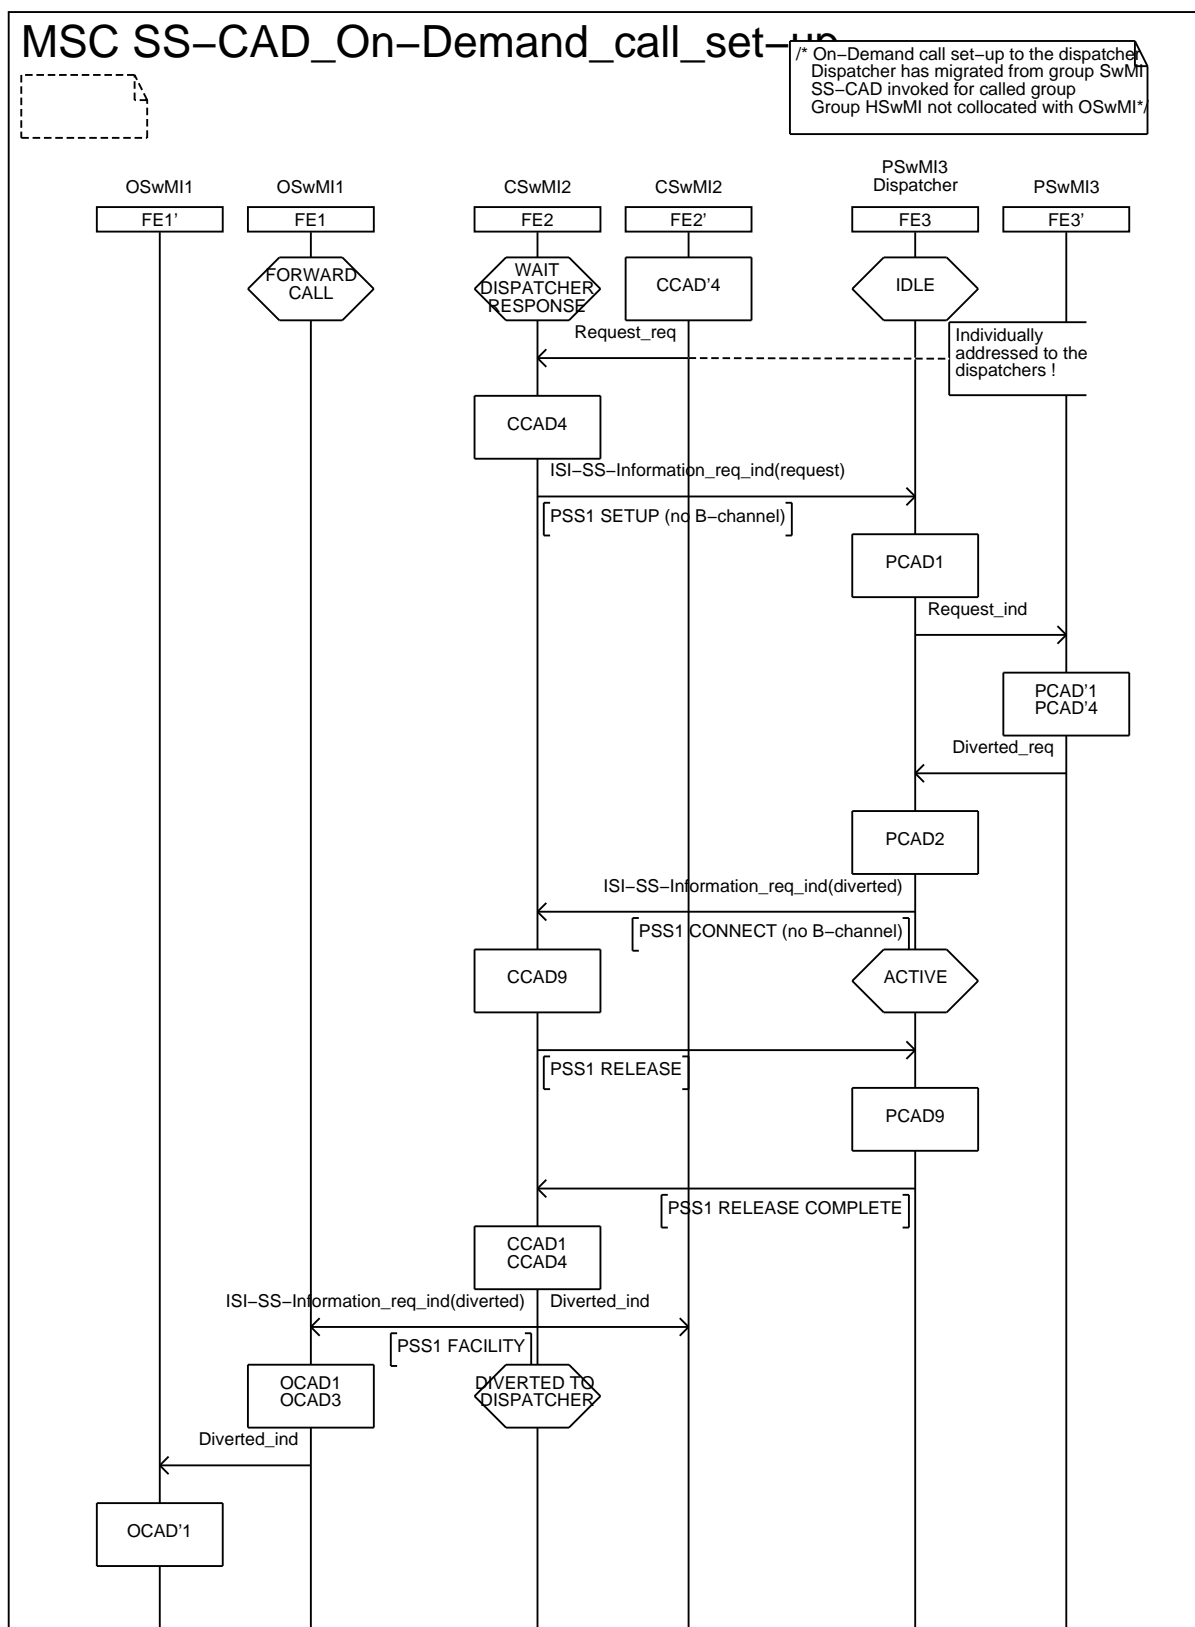 MSC SS−CAD_On−Demand_call_set−up
/* On−Demand call set−up to the dispatcher
Dispatcher has migrated from group SwMI
SS−CAD invoked for called group
Group HSwMI not collocated with OSwMI*/
OSwMI1
OSwMI1
CSwMI2
CSwMI2
PSwMI3
Dispatcher
PSwMI3
FE1'
FE1
FE2
FE2'
FE3
FE3'
FORWARD
CALL
WAIT
DISPATCHER
RESPONSE
CCAD'4
IDLE
Request_req
Individually
addressed to the
dispatchers !
CCAD4
ISI−SS−Information_req_ind(request)
PSS1 SETUP (no B−channel)
PCAD1
Request_ind
PCAD'1
PCAD'4
Diverted_req
PCAD2
ISI−SS−Information_req_ind(diverted)
PSS1 CONNECT (no B−channel)
CCAD9
ACTIVE
PSS1 RELEASE
PCAD9
PSS1 RELEASE COMPLETE
CCAD1
CCAD4
ISI−SS−Information_req_ind(diverted)
Diverted_ind
PSS1 FACILITY
OCAD1
OCAD3
DIVERTED TO
DISPATCHER
Diverted_ind
OCAD'1